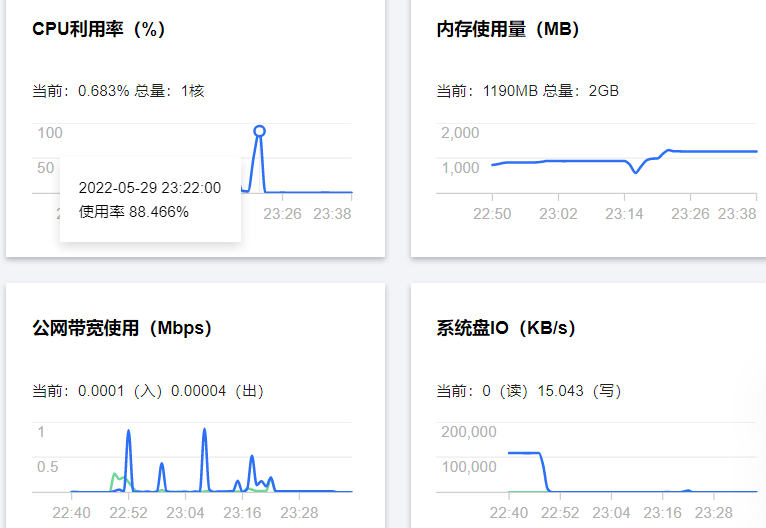 CPU利用率（%）
当前：0.683% 总量：1核
100
50
2022-05-29 23:22:00
使用率 88.466%
23:26 23:38
内存使用量（MB）
当前：1190MB 总量：2GB
2,000
1,000
22:50 23:02 23:14 23:26 23:38
公网带宽使用（Mbps）
当前：0.0001（入）0.00004（出）
1
0.5
22:40 22:52 23:04 23:16 23:28
系统盘IO（KB/s）
当前：0（读）15.043（写）
200,000
100,000
22:40 22:52 23:04 23:16 23:28